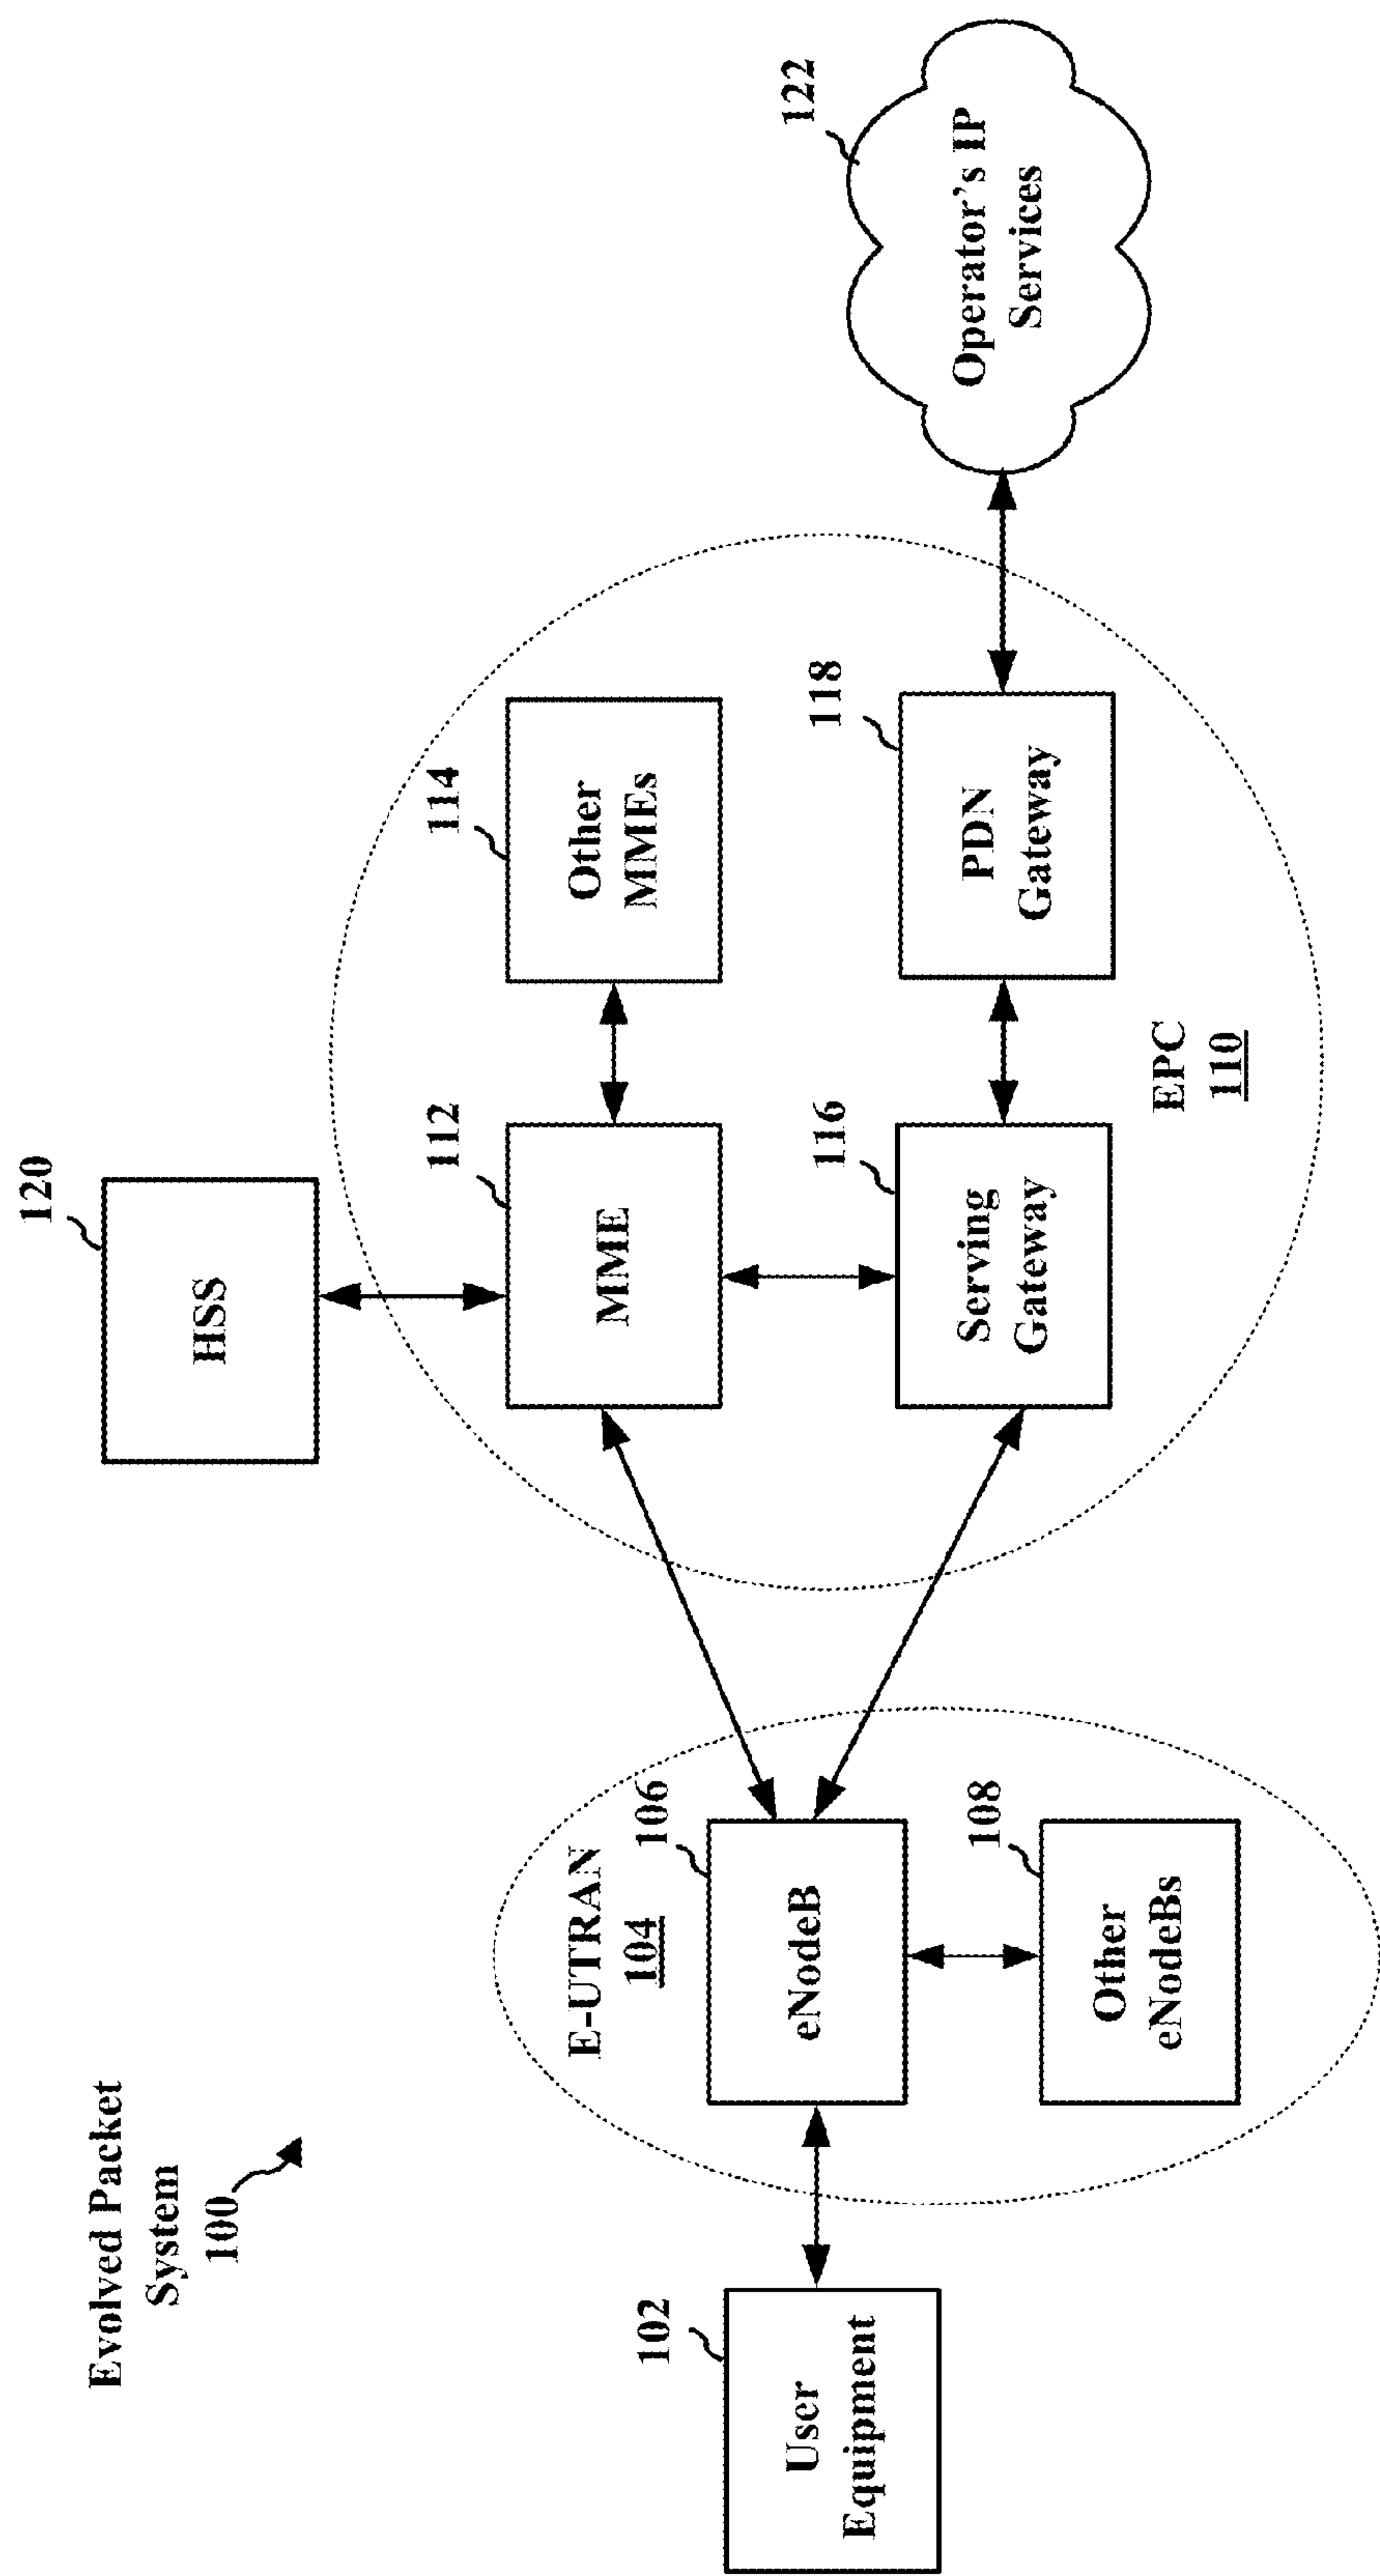 Evolved Packet
System
100
120
HSS
102
User
Equipment
E-UTRAN
104
106
eNodeB
108
Other
eNodeBs
112
MME
114
Other
MMEs
116
Serving
Gateway
118
PDN
Gateway
EPC
110
122
Operator's IP
Services